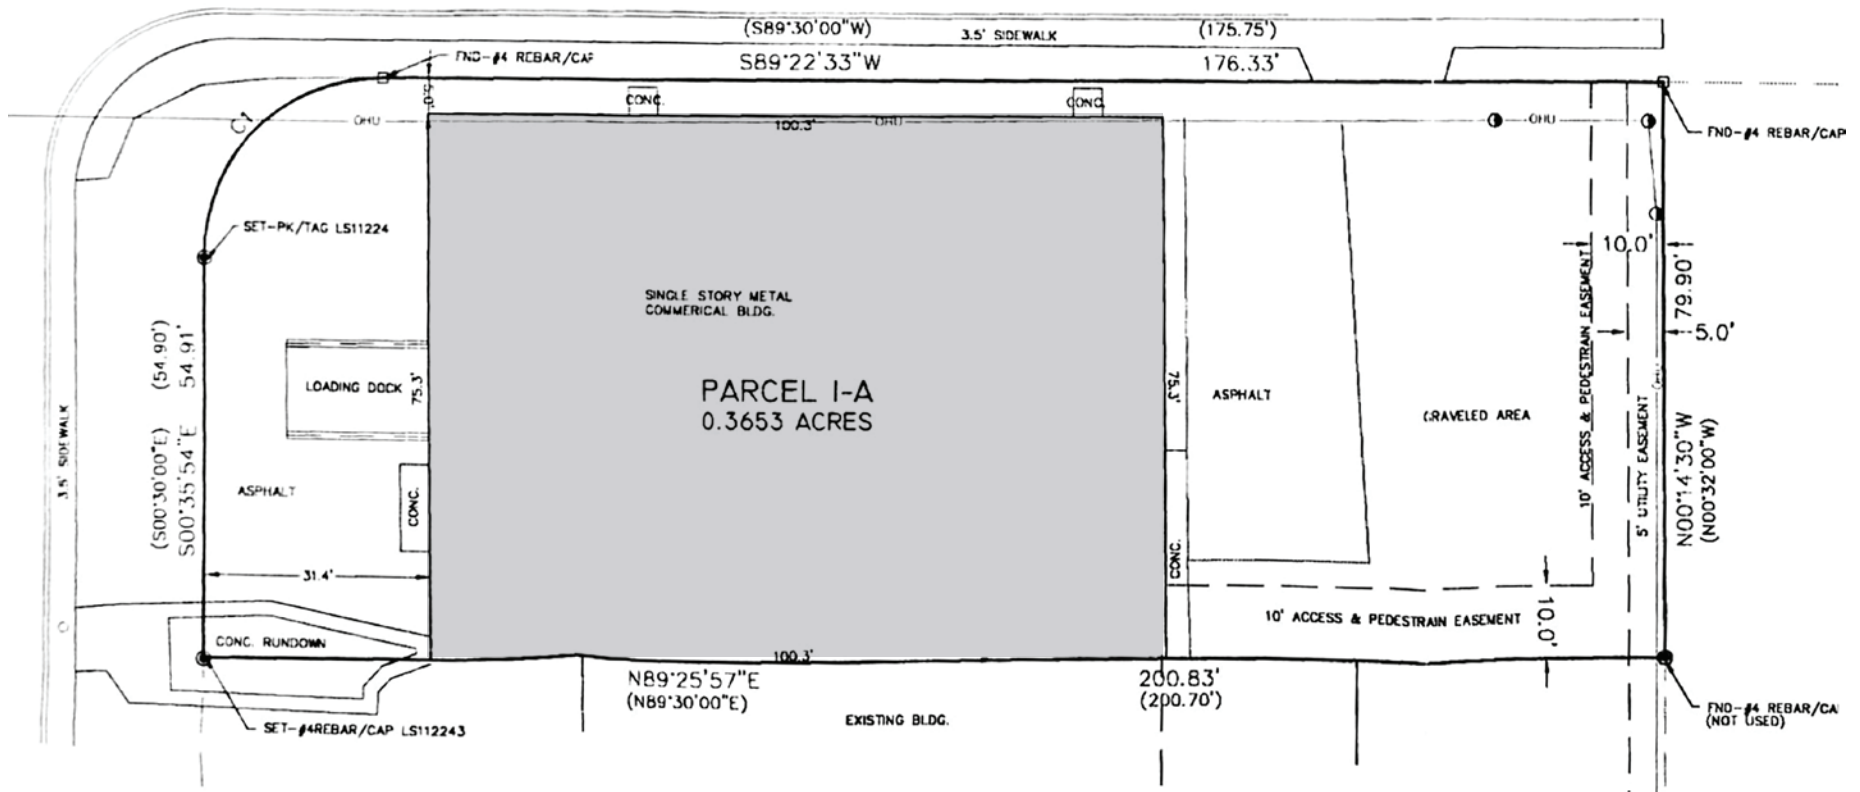 (S89°30'00"W)
3.5' SIDEWALK
(175.75')
FND-#4 REBAR/CAP
S89°22'33"W
176.33'
C1
5.0'
CONC.
CONC.
OHU
100.3'
OHU
OHU
FND-#4 REBAR/CAP
SET-PK/TAG LS11224
10.0'
SINGLE STORY METAL
COMMERICAL BLDG.
10' ACCESS & PEDESTRAIN EASEMENT
79.90'
5.0'
(54.90')
54.91'
LOADING DOCK
75.3'
PARCEL I-A
0.3653 ACRES
75.3'
ASPHALT
GRAVELED AREA
OHU
3.5' SIDEWALK
(S00°30'00"E)
S00°35'54"E
5' UTILITY EASEMENT
N00°14'30"W
(N00°32'00"W)
ASPHALT
CONC.
CONC.
31.4'
10' ACCESS & PEDESTRAIN EASEMENT
10.0'
CONC. RUNDOWN
100.3'
N89°25'57"E
(N89°30'00"E)
200.83'
(200.70')
EXISTING BLDG.
SET-#4REBAR/CAP LS112243
FND-#4 REBAR/CA
(NOT USED)